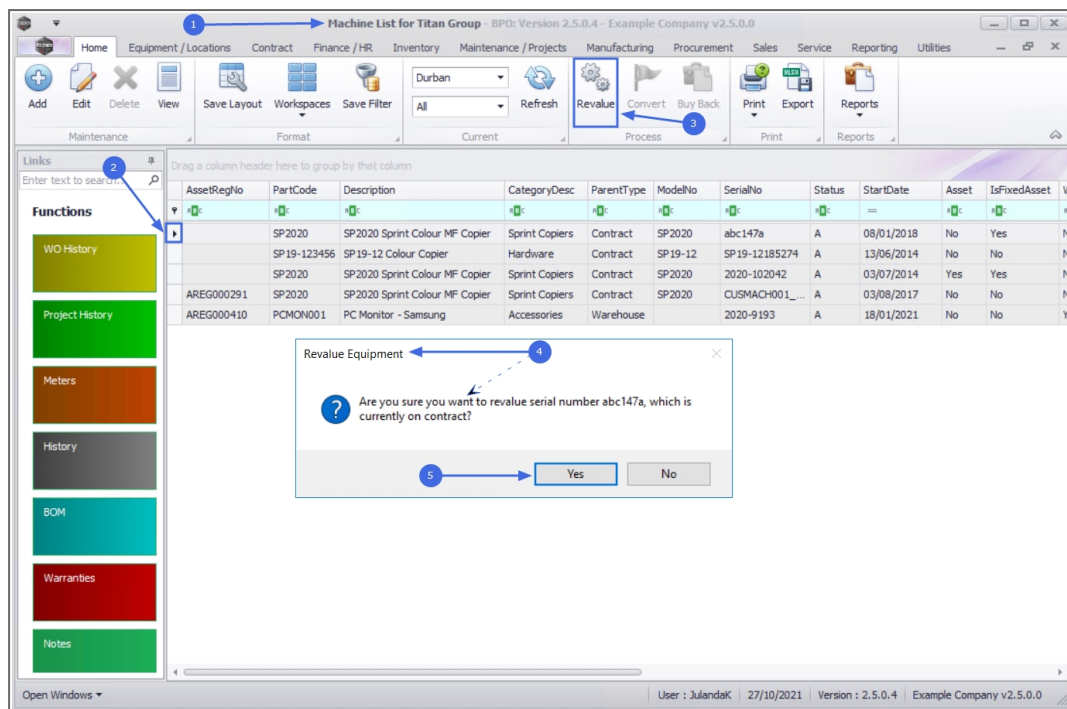 1
Machine List for Titan Group - BPO: Version 2.5.0.4 - Example Company v2.5.0.0
Home Equipment / Locations Contract Finance / HR Inventory Maintenance / Projects Manufacturing Procurement Sales Service Reporting Utilities
Add Edit Delete View Save Layout Workspaces Save Filter Durban All Refresh Revalue Convert Buy Back Print Export Reports
3
Maintenance Format Current Process Print Reports
Links
2
Enter text to search...
Drag a column header here to group by that column
Functions
AssetRegNo PartCode Description CategoryDesc ParentType ModelNo SerialNo Status StartDate Asset IsFixedAsset
SP2020 SP2020 Sprint Colour MF Copier Sprint Copiers Contract SP2020 abc147a A 08/01/2018 No Yes
SP19-123456 SP19-12 Colour Copier Hardware Contract SP19-12 SP19-12185274 A 13/06/2014 No No
SP2020 SP2020 Sprint Colour MF Copier Sprint Copiers Contract SP2020 2020-102042 A 03/07/2014 Yes Yes
AREG000291 SP2020 SP2020 Sprint Colour MF Copier Sprint Copiers Contract SP2020 CUSMACH001_... A 03/08/2017 No No
AREG000410 PCMON001 PC Monitor - Samsung Accessories Warehouse 2020-9193 A 18/01/2021 No No
WO History
Project History
Meters
History
BOM
Warranties
Notes
Revalue Equipment
4
Are you sure you want to revalue serial number abc147a, which is
currently on contract?
5
Yes No
Open Windows User : JulandaK 27/10/2021 Version : 2.5.0.4 Example Company v2.5.0.0